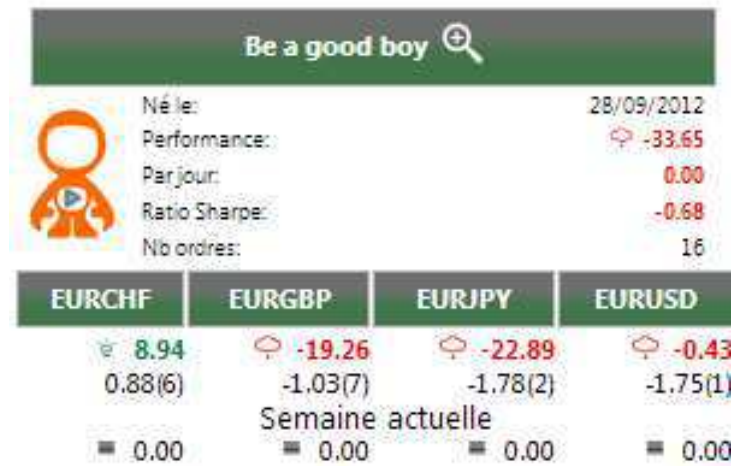 Be a good boy
Né le: 28/09/2012
Performance: -33.65
Par jour: 0.00
Ratio Sharpe: -0.68
Nb ordres: 16
EURCHF EURGBP EURJPY EURUSD
8.94 -19.26 -22.89 -0.43
0.88(6) -1.03(7) -1.78(2) -1.75(1)
Semaine actuelle
0.00 0.00 0.00 0.00